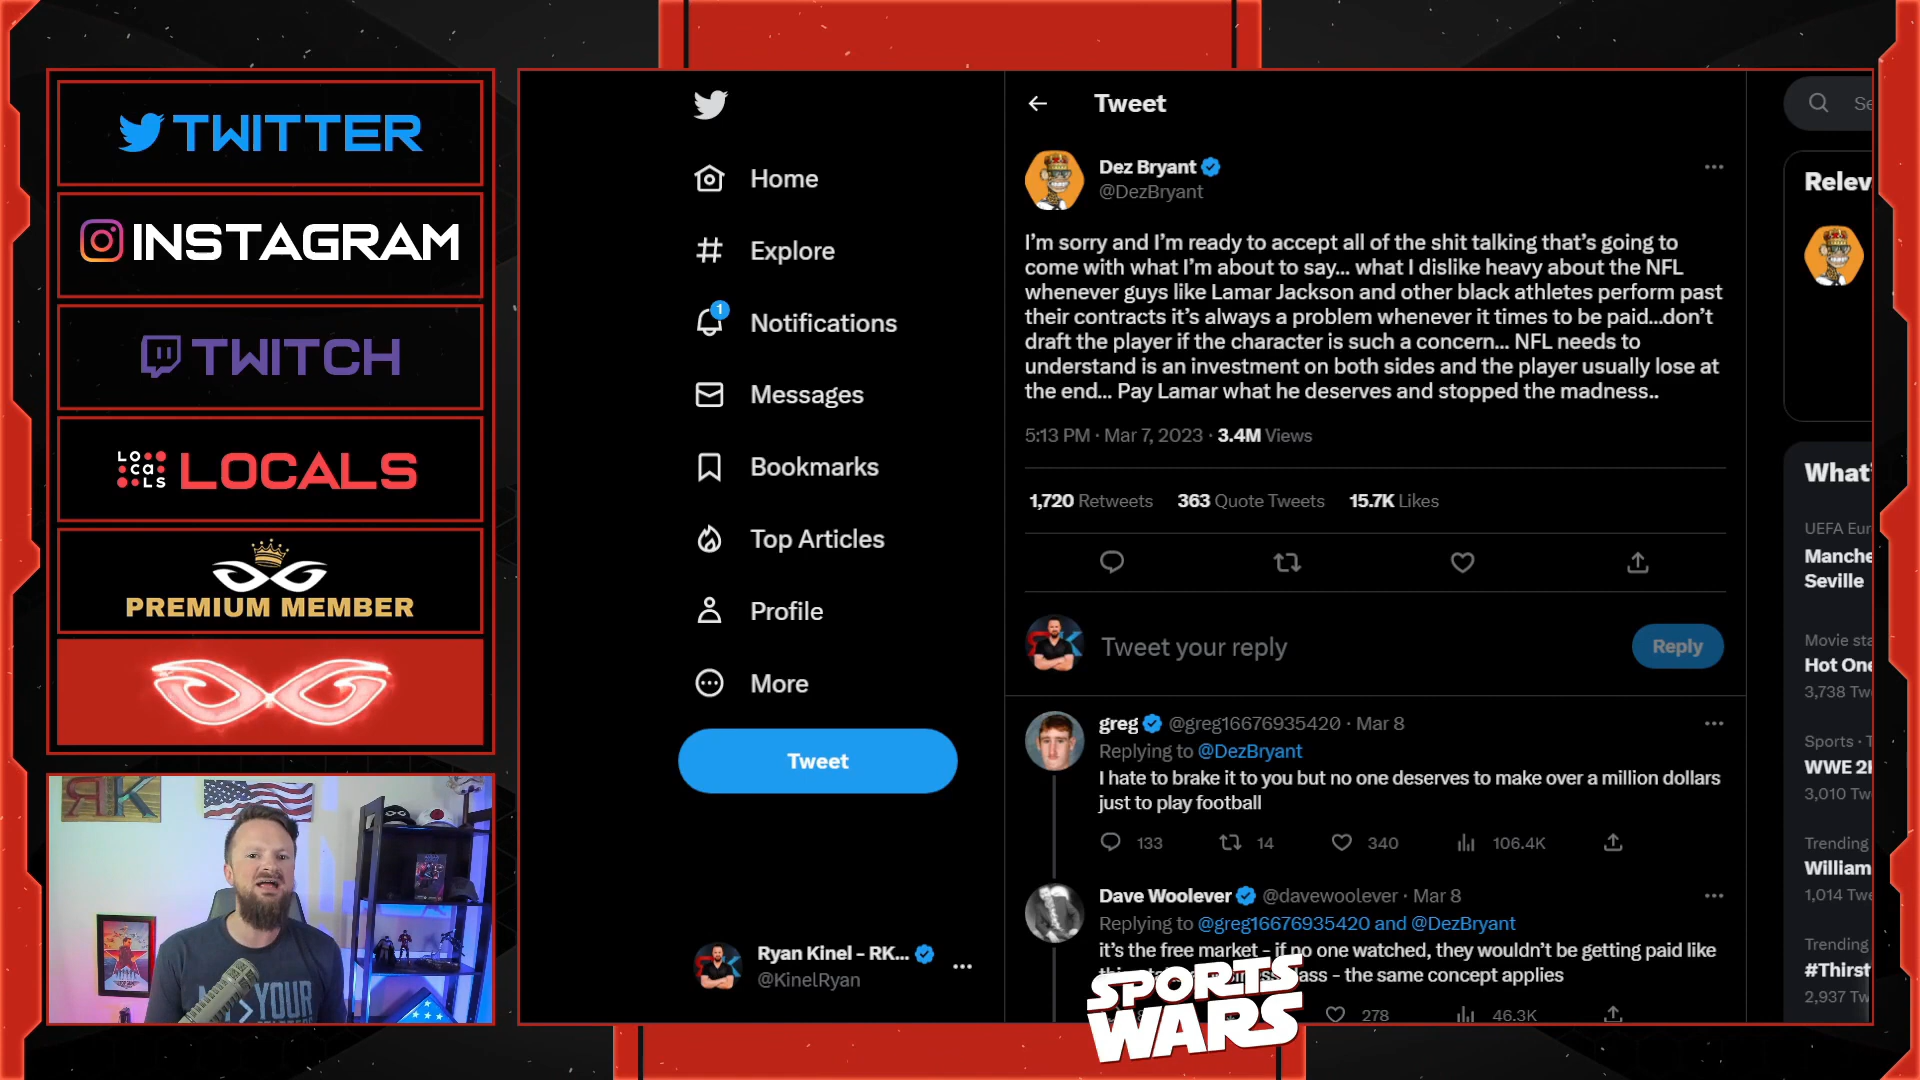 TWITTER
INSTAGRAM
TWITCH
LOCALS
LOCALS
PREMIUM MEMBER
RK
YOUR
Home
Explore
1
Notifications
Messages
Bookmarks
Top Articles
Profile
More
Tweet
Ryan Kinel - RK...
@KinelRyan
Tweet
Dez Bryant
@DezBryant
I'm sorry and I'm ready to accept all of the shit talking that's going to
come with what I'm about to say... what I dislike heavy about the NFL
whenever guys like Lamar Jackson and other black athletes perform past
their contracts it's always a problem whenever it times to be paid...don't
draft the player if the character is such a concern... NFL needs to
understand is an investment on both sides and the player usually lose at
the end... Pay Lamar what he deserves and stopped the madness..
5:13 PM · Mar 7, 2023 · 3.4M Views
1,720 Retweets 363 Quote Tweets 15.7K Likes
Tweet your reply
Reply
greg @greg16676935420 · Mar 8
Replying to @DezBryant
I hate to brake it to you but no one deserves to make over a million dollars
just to play football
133 14 340 106.4K
Dave Woolever @davewoolever · Mar 8
Replying to @greg16676935420 and @DezBryant
it's the free market - if no one watched, they wouldn't be getting paid like
- the same concept applies
278 46.3K
SPORTS
WARS
Se
Relev
What'
UEFA Eur
Manche
Seville
Movie sta
Hot One
3,738 Tw
Sports · T
WWE 2K
3,010 Tw
Trending
William
1,014 Twe
Trending
#Thirst
2,937 Tw